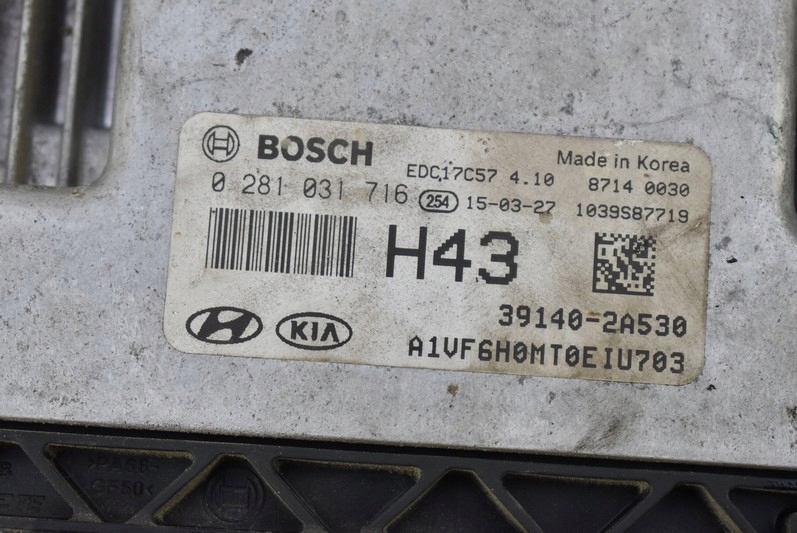 BOSCH EDC17C57 4.10 Made in Korea
0 281 031 716 254 15-03-27 8714 0030
1039S87719
H43
HYUNDAI KIA
39140-2A530
A1VF6H0MT0EIU703